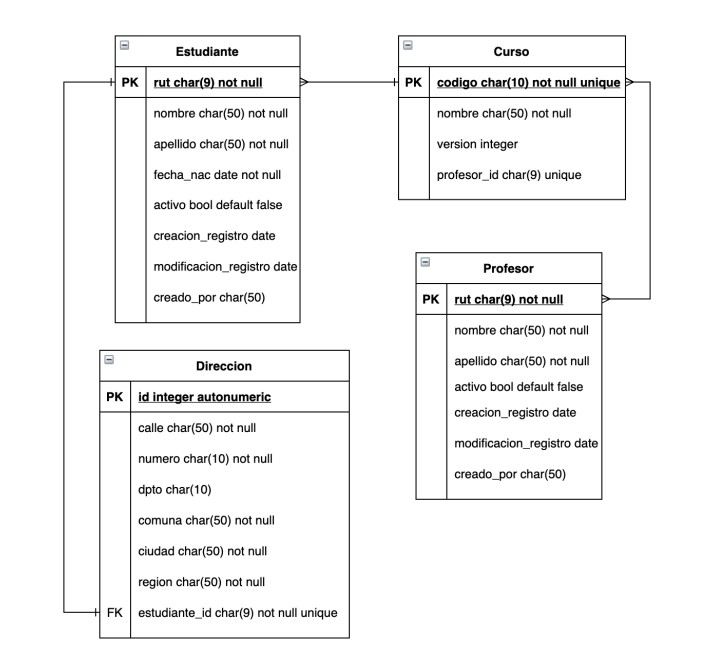 Estudiante
PK rut char(9) not null
nombre char(50) not null
apellido char(50) not null
fecha_nac date not null
activo bool default false
creacion_registro date
modificacion_registro date
creado_por char(50)
Curso
PK codigo char(10) not null unique
nombre char(50) not null
version integer
profesor_id char(9) unique
Profesor
PK rut char(9) not null
nombre char(50) not null
apellido char(50) not null
activo bool default false
creacion_registro date
modificacion_registro date
creado_por char(50)
Direccion
PK id integer autonumeric
calle char(50) not null
numero char(10) not null
dpto char(10)
comuna char(50) not null
ciudad char(50) not null
region char(50) not null
FK estudiante_id char(9) not null unique